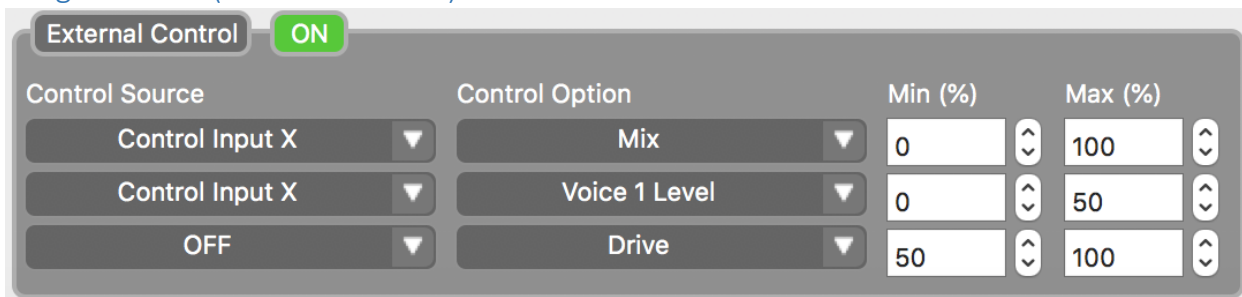 External Control ON
Control Source Control Option Min (%) Max (%)
Control Input X Mix 0 100
Control Input X Voice 1 Level 0 50
OFF Drive 50 100